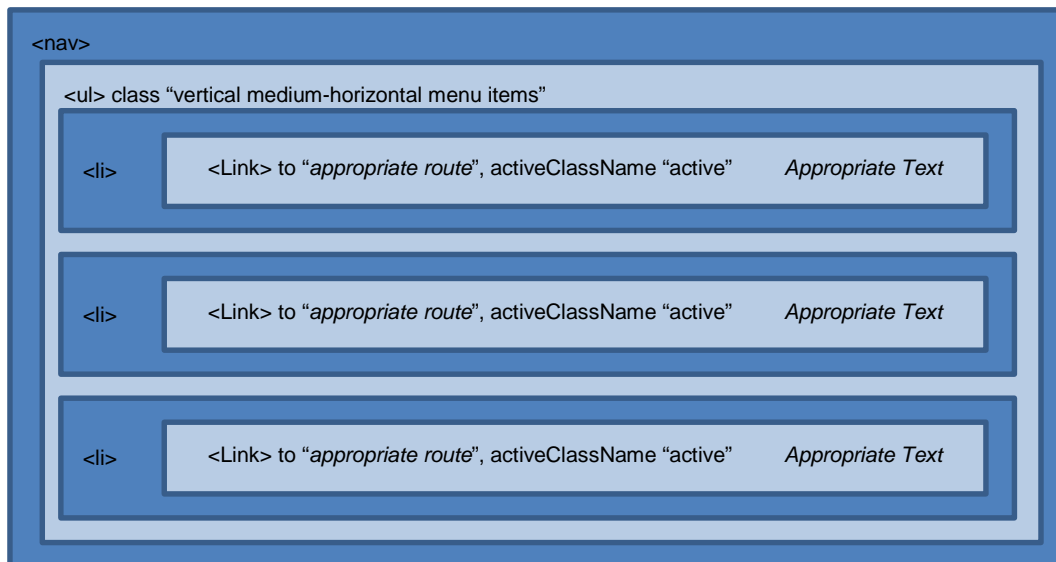 <nav>
<ul> class “vertical medium-horizontal menu items”
<li> <Link> to “appropriate route”, activeClassName “active” Appropriate Text
<li> <Link> to “appropriate route”, activeClassName “active” Appropriate Text
<li> <Link> to “appropriate route”, activeClassName “active” Appropriate Text